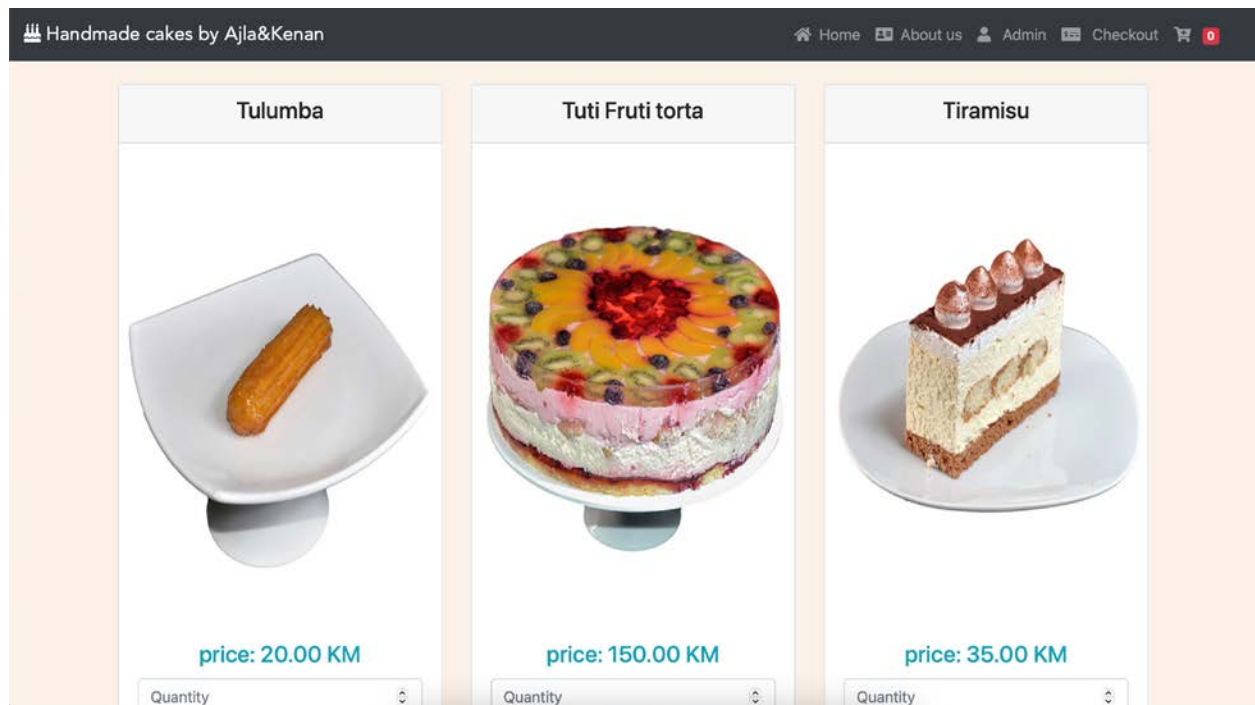 Handmade cakes by Ajla&Kenan
Home About us Admin Checkout 0
Tulumba
Tuti Fruti torta
Tiramisu
price: 20.00 KM
price: 150.00 KM
price: 35.00 KM
Quantity
Quantity
Quantity